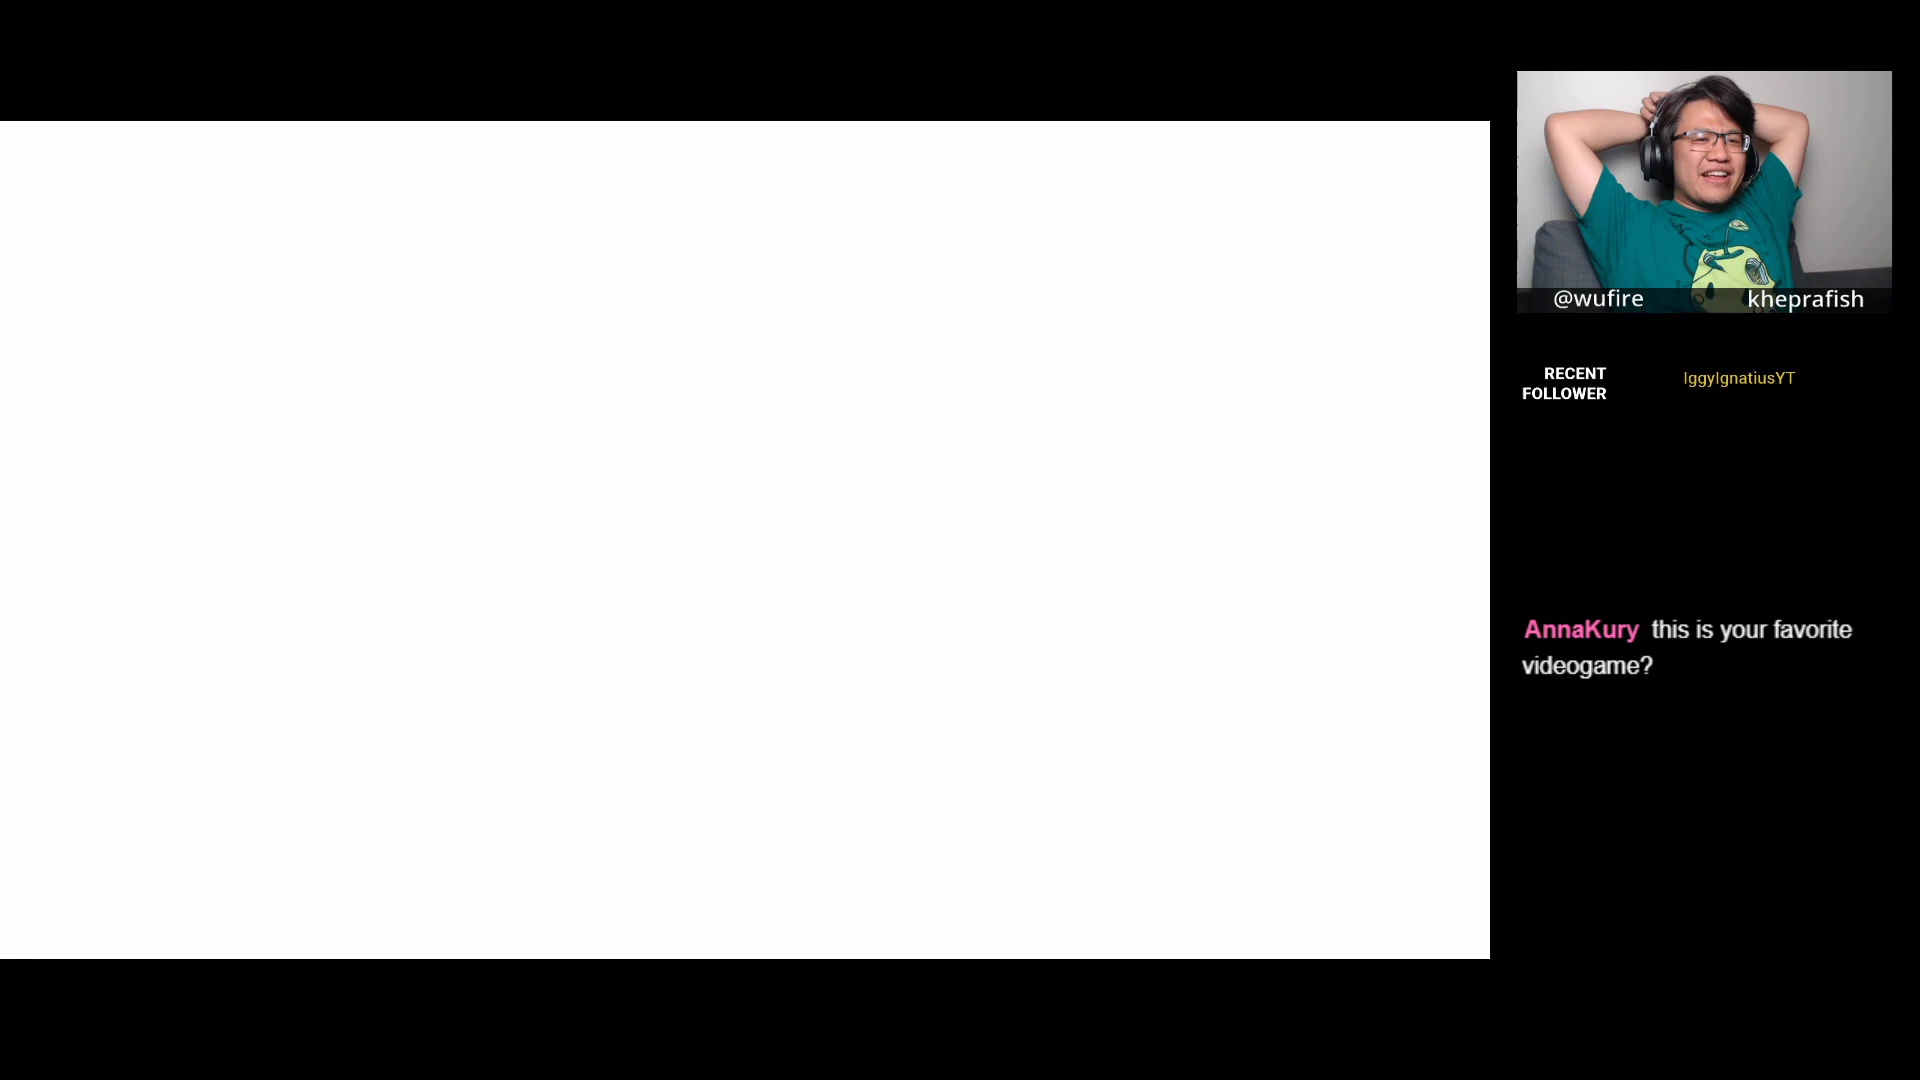 @wufire kheprafish
RECENT
FOLLOWER
IggyIgnatiusYT
AnnaKury this is your favorite
videogame?